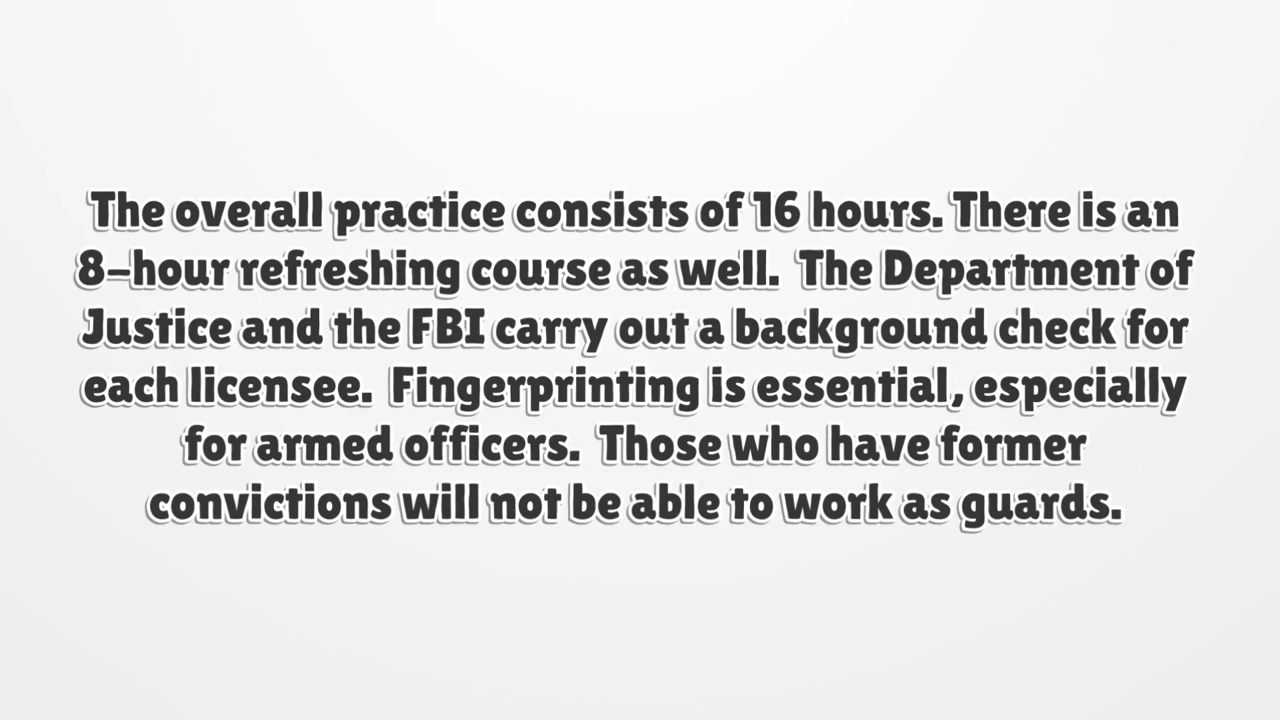 The overall practice consists of 16 hours. There is an
8-hour refreshing course as well.  The Department of
Justice and the FBI carry out a background check for
each licensee.  Fingerprinting is essential, especially
for armed officers.  Those who have former
convictions will not be able to work as guards.